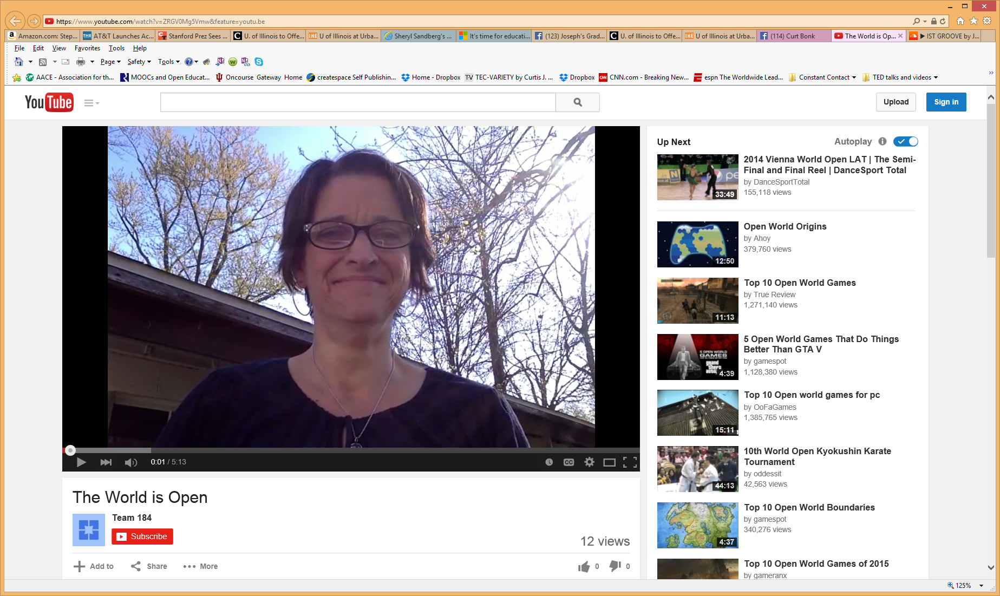 https://www.youtube.com/watch?v=ZRGV0Mg5Vmw&feature=youtu.be
Amazon.com: Step...
THE AT&T Launches Ac...
Stanford Prez Sees ...
C U. of Illinois to Offe...
IHE U of Illinois at Urba...
Sheryl Sandberg's ...
It's time for educati...
(123) Joseph's Grad...
C U. of Illinois to Offe...
IHE U of Illinois at Urba...
(114) Curt Bonk
The World is Op...
▶ IST GROOVE by J...
File Edit View Favorites Tools Help
Page Safety Tools
AACE - Association for th...
MOOCs and Open Educat...
Oncourse Gateway Home
createspace Self Publishin...
Home - Dropbox
TV TEC-VARIETY by Curtis J. ...
Dropbox
CNN CNN.com - Breaking New...
espn The Worldwide Lead...
Constant Contact
TED talks and videos
YouTube
Upload
Sign in
0:01 / 5:13
CC
The World is Open
Team 184
Subscribe
12 views
Add to
Share
More
0
0
Up Next
Autoplay
2014 Vienna World Open LAT | The Semi-
Final and Final Reel | DanceSport Total
by DanceSportTotal
155,118 views
33:49
Open World Origins
by Ahoy
379,760 views
12:50
Top 10 Open World Games
by True Review
1,271,140 views
11:13
5 Open World Games That Do Things
Better Than GTA V
by gamespot
1,128,380 views
5 OPEN WORLD
GAMES
4:39
Top 10 Open world games for pc
by OoFaGames
1,385,765 views
15:11
10th World Open Kyokushin Karate
Tournament
by oddessit
42,563 views
44:13
Top 10 Open World Boundaries
by gamespot
340,276 views
4:37
Top 10 Open World Games of 2015
by gameranx
125%